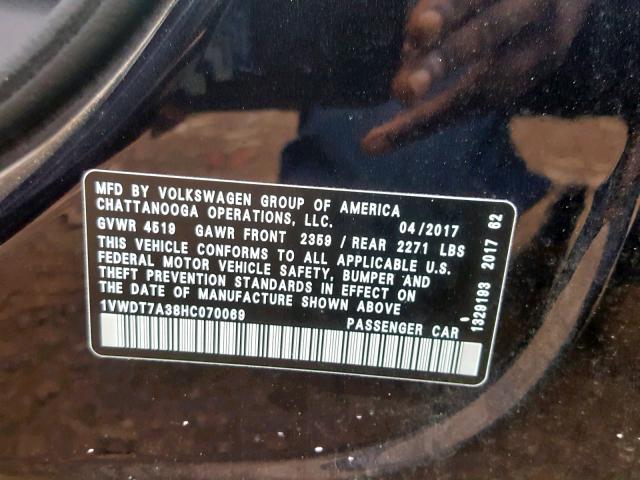 MFD BY VOLKSWAGEN GROUP OF AMERICA
CHATTANOOGA OPERATIONS, LLC. 04/2017
GVWR 4519 GAWR FRONT 2359 / REAR 2271 LBS
THIS VEHICLE CONFORMS TO ALL APPLICABLE U.S.
FEDERAL MOTOR VEHICLE SAFETY, BUMPER AND
THEFT PREVENTION STANDARDS IN EFFECT ON
THE DATE OF MANUFACTURE SHOWN ABOVE
1VWDT7A38HC070069
PASSENGER CAR
1329193 2017 62